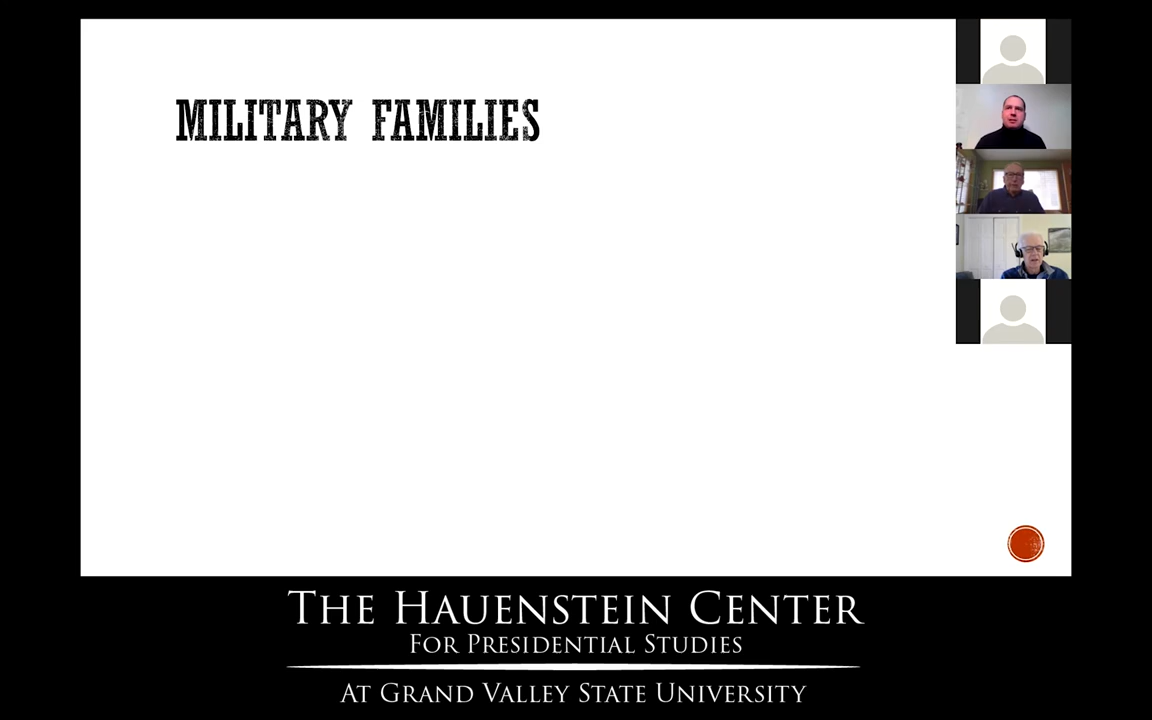 MILITARY FAMILIES
THE HAUENSTEIN CENTER
FOR PRESIDENTIAL STUDIES
AT GRAND VALLEY STATE UNIVERSITY